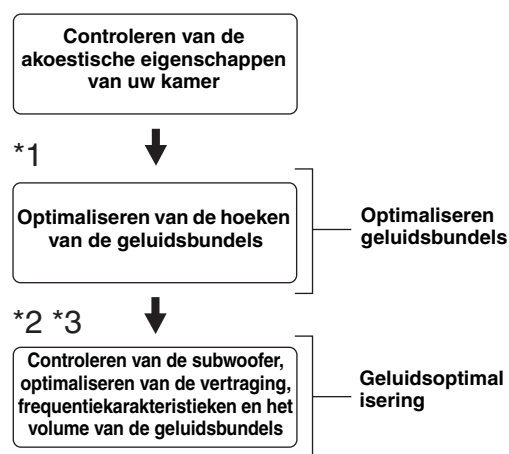 Controleren van de
akoestische eigenschappen
van uw kamer
*1
Optimaliseren van de hoeken
van de geluidsbundels
Optimaliseren
geluidsbundels
*2 *3
Controleren van de subwoofer,
optimaliseren van de vertraging,
frequentiekarakteristieken en het
volume van de geluidsbundels
Geluidsoptimal
isering